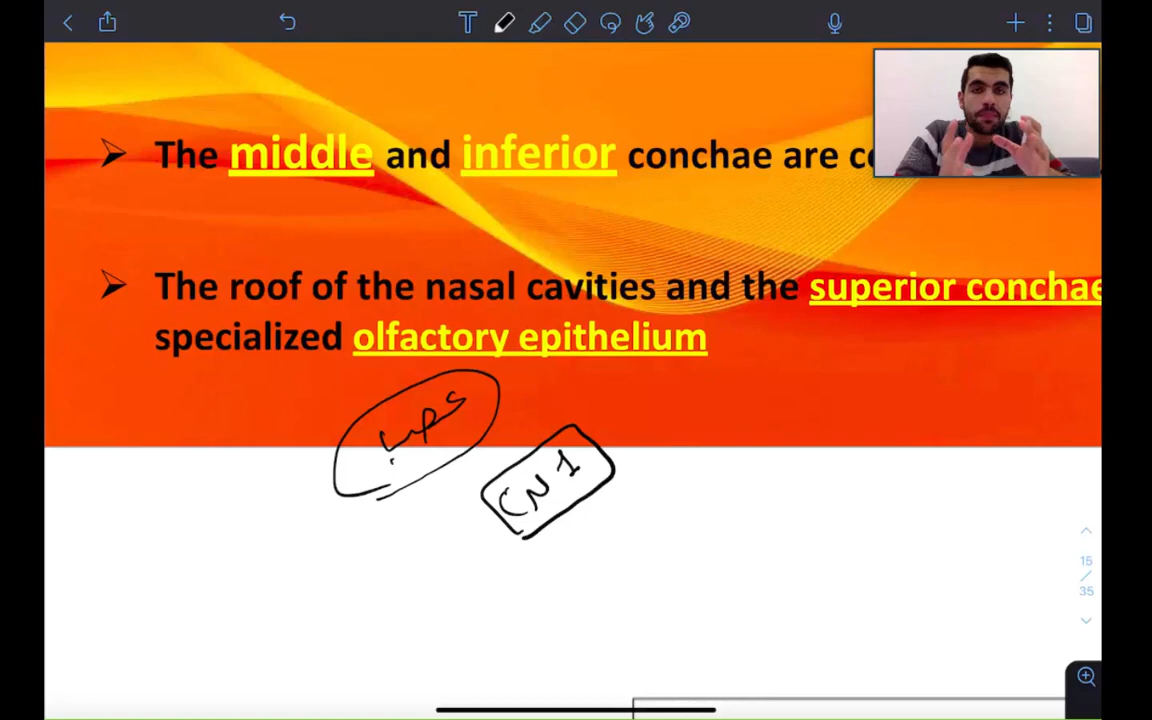 The middle and inferior conchae are
The roof of the nasal cavities and the superior conchae
specialized olfactory epithelium
CN I
15
/
35